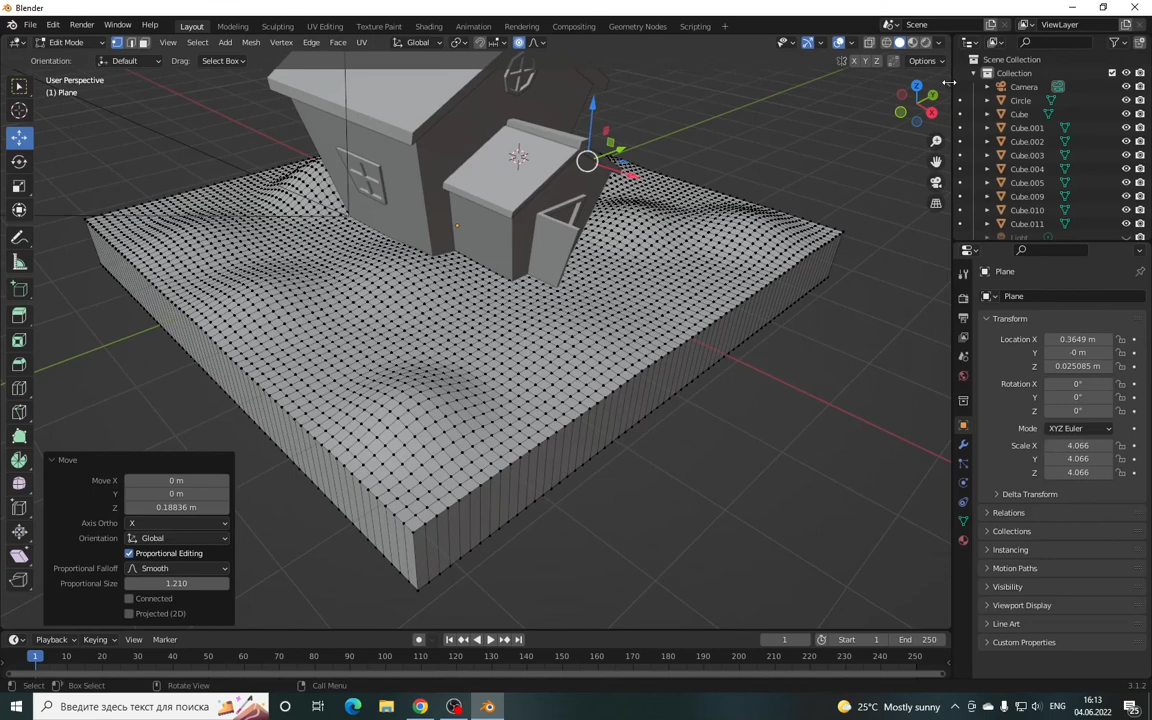 Blender
File Edit Render Window Help Layout Modeling Sculpting UV Editing Texture Paint Shading Animation Rendering Compositing Geometry Nodes Scripting + Scene ViewLayer
Edit Mode View Select Add Mesh Vertex Edge Face UV Global
Orientation: Default Drag: Select Box X Y Z Options
User Perspective
(1) Plane
Z
Y
X
Scene Collection
Collection
Camera
Circle
Cube
Cube.001
Cube.002
Cube.003
Cube.004
Cube.005
Cube.009
Cube.010
Cube.011
Light
Plane
Plane
Transform
Location X 0.3649 m
Y -0 m
Z 0.025085 m
Rotation X 0°
Y 0°
Z 0°
Mode XYZ Euler
Scale X 4.066
Y 4.066
Z 4.066
Delta Transform
Relations
Collections
Instancing
Motion Paths
Visibility
Viewport Display
Line Art
Custom Properties
Move
Move X 0 m
Y 0 m
Z 0.18836 m
Axis Ortho X
Orientation Global
Proportional Editing
Proportional Falloff Smooth
Proportional Size 1.210
Connected
Projected (2D)
Playback Keying View Marker 1 Start 1 End 250
1 10 20 30 40 50 60 70 80 90 100 110 120 130 140 150 160 170 180 190 200 210 220 230 240 250
Select Box Select Rotate View Call Menu 3.1.2
Введите здесь текст для поиска 25°C Mostly sunny ENG 16:13 04.06.2022 25